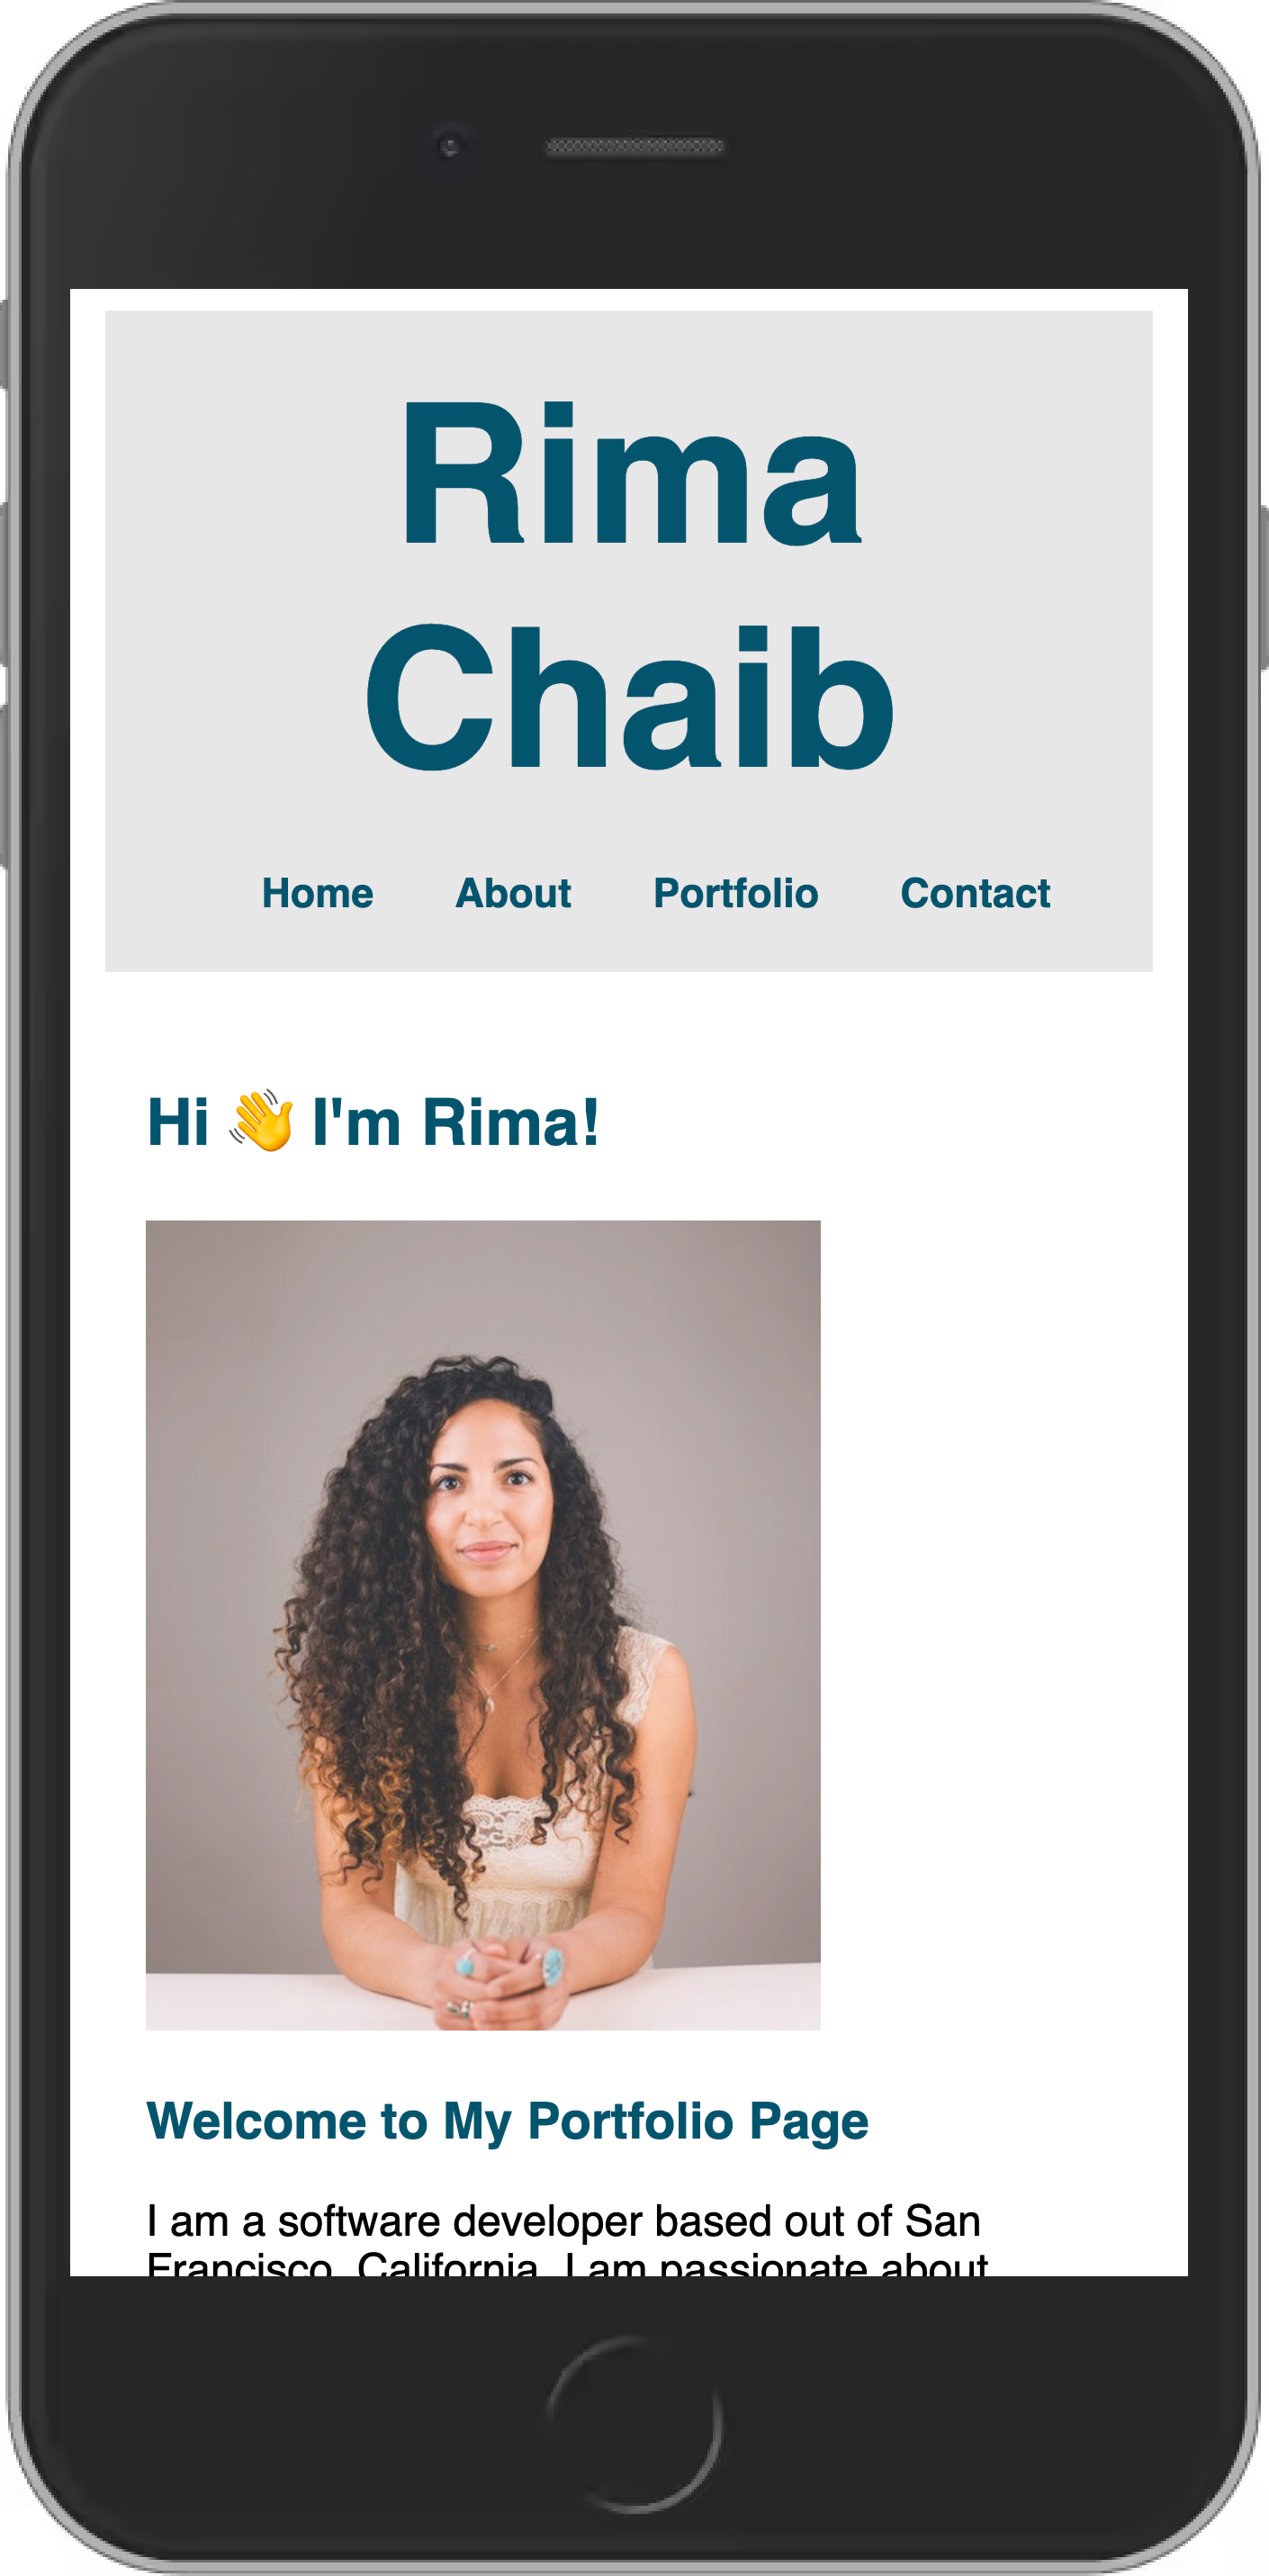 Rima
Chaib
Home About Portfolio Contact
Hi 👋 I'm Rima!
Welcome to My Portfolio Page
I am a software developer based out of San
Francisco, California. I am passionate about